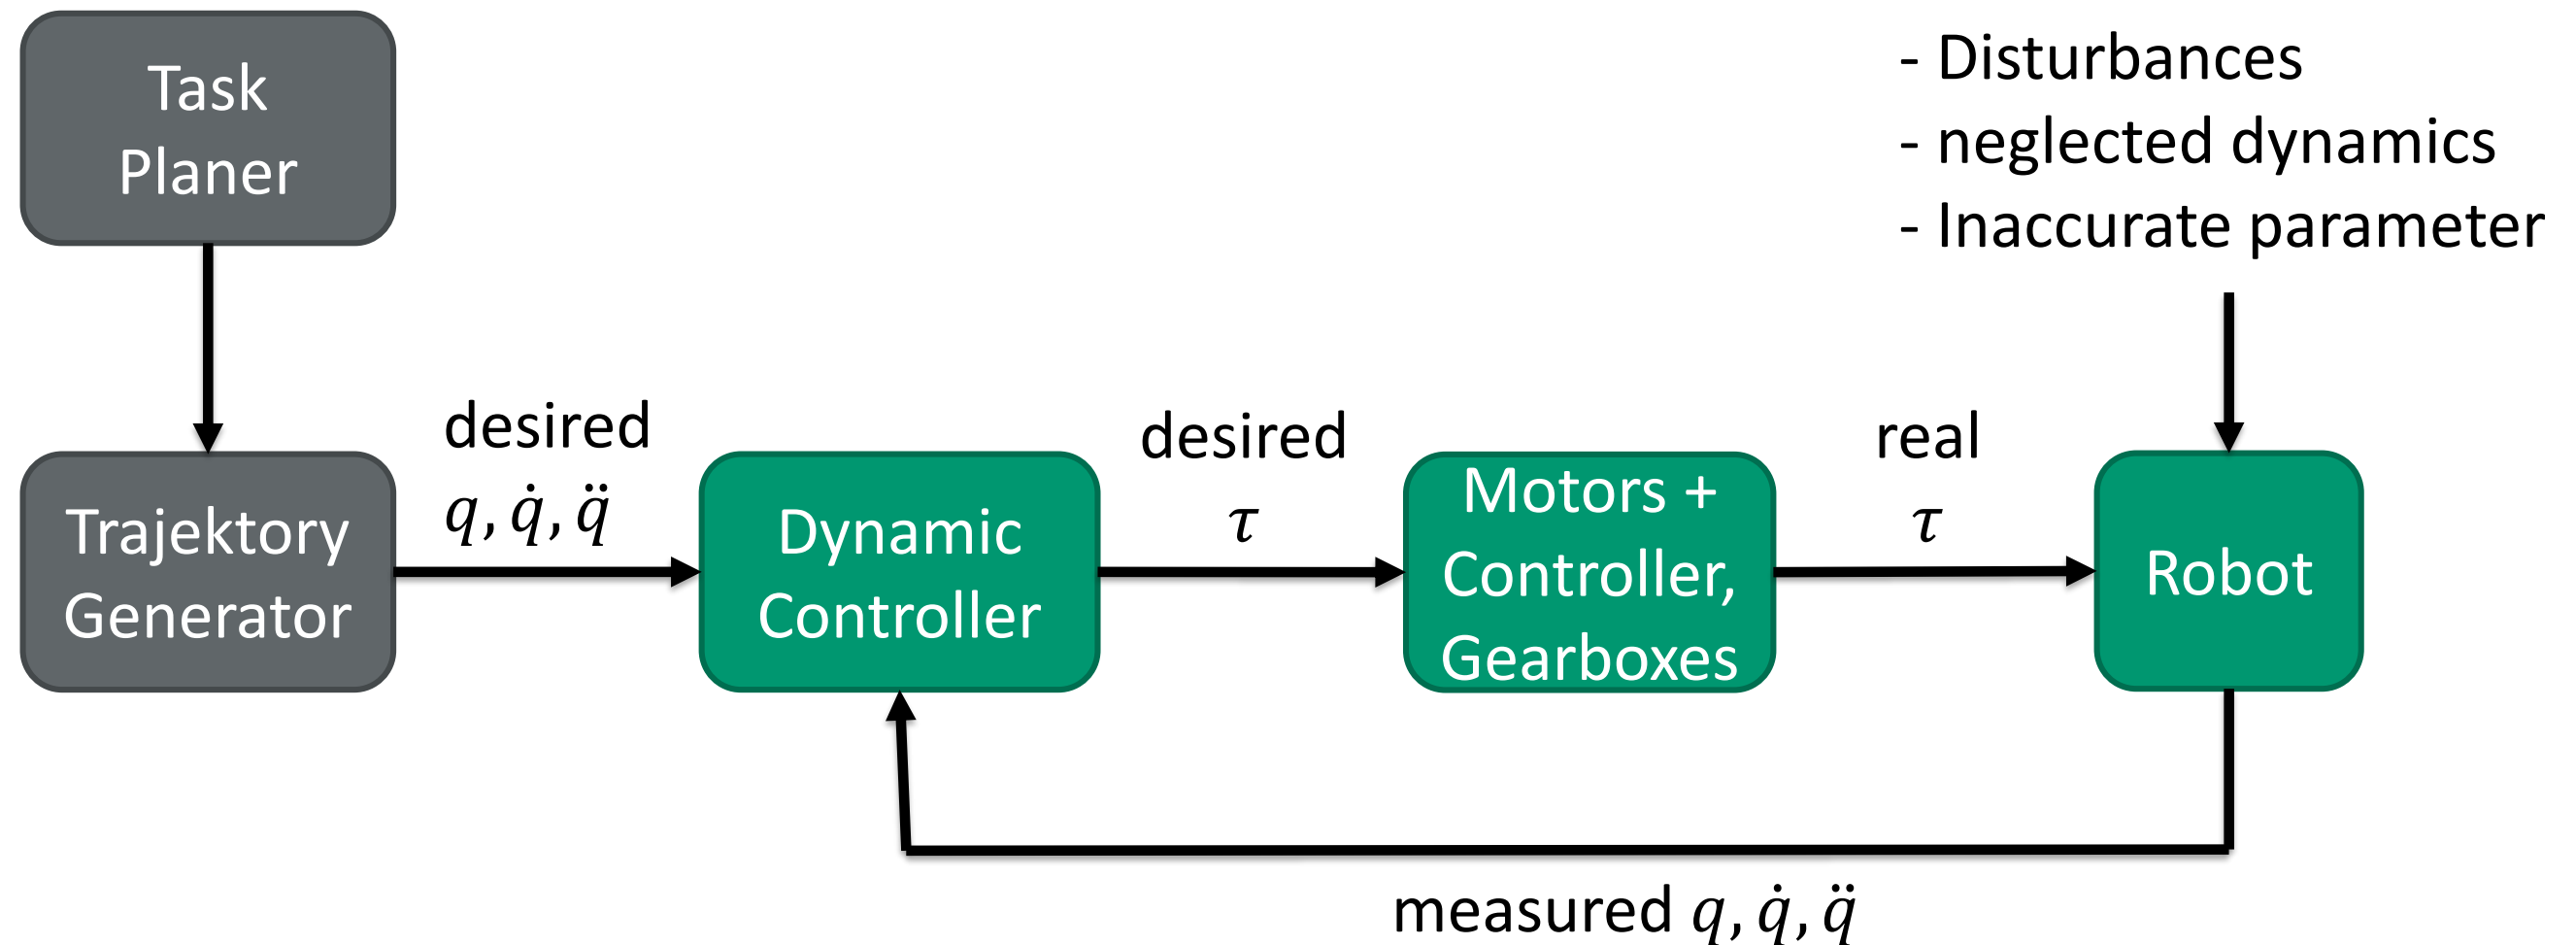 Task
Planer
- Disturbances
- neglected dynamics
- Inaccurate parameter
Trajektory
Generator
desired
q, q̇, q̈
Dynamic
Controller
desired
τ
Motors +
Controller,
Gearboxes
real
τ
Robot
measured q, q̇, q̈